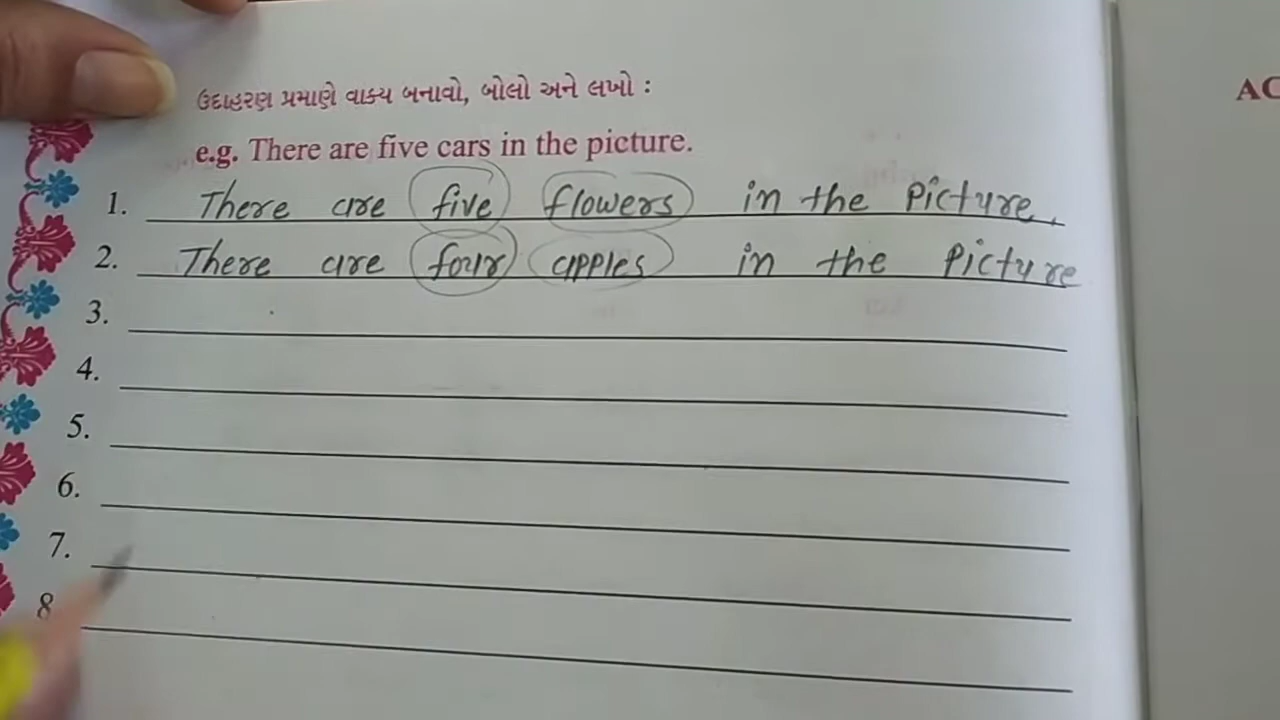 ઉદાહરણ પ્રમાણે વાક્ય બનાવો, બોલો અને લખો :
e.g. There are five cars in the picture.
1. There are five flowers in the Picture.
2. There are four apples in the Picture
3.
4.
5.
6.
7.
8
AC